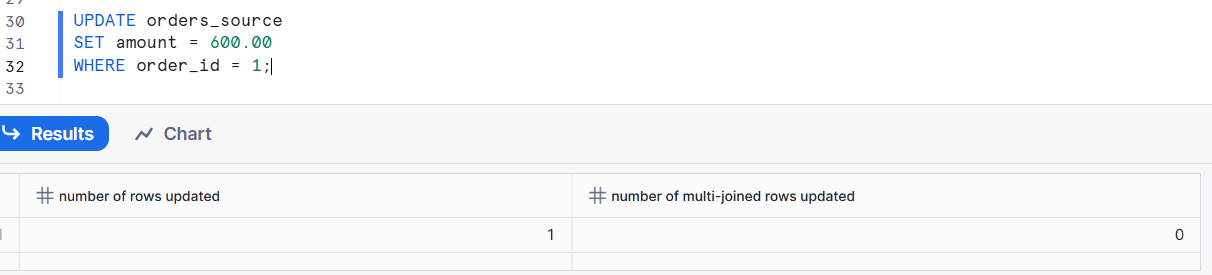 30 UPDATE orders_source
31 SET amount = 600.00
32 WHERE order_id = 1;
33
Results Chart
number of rows updated number of multi-joined rows updated
1 0